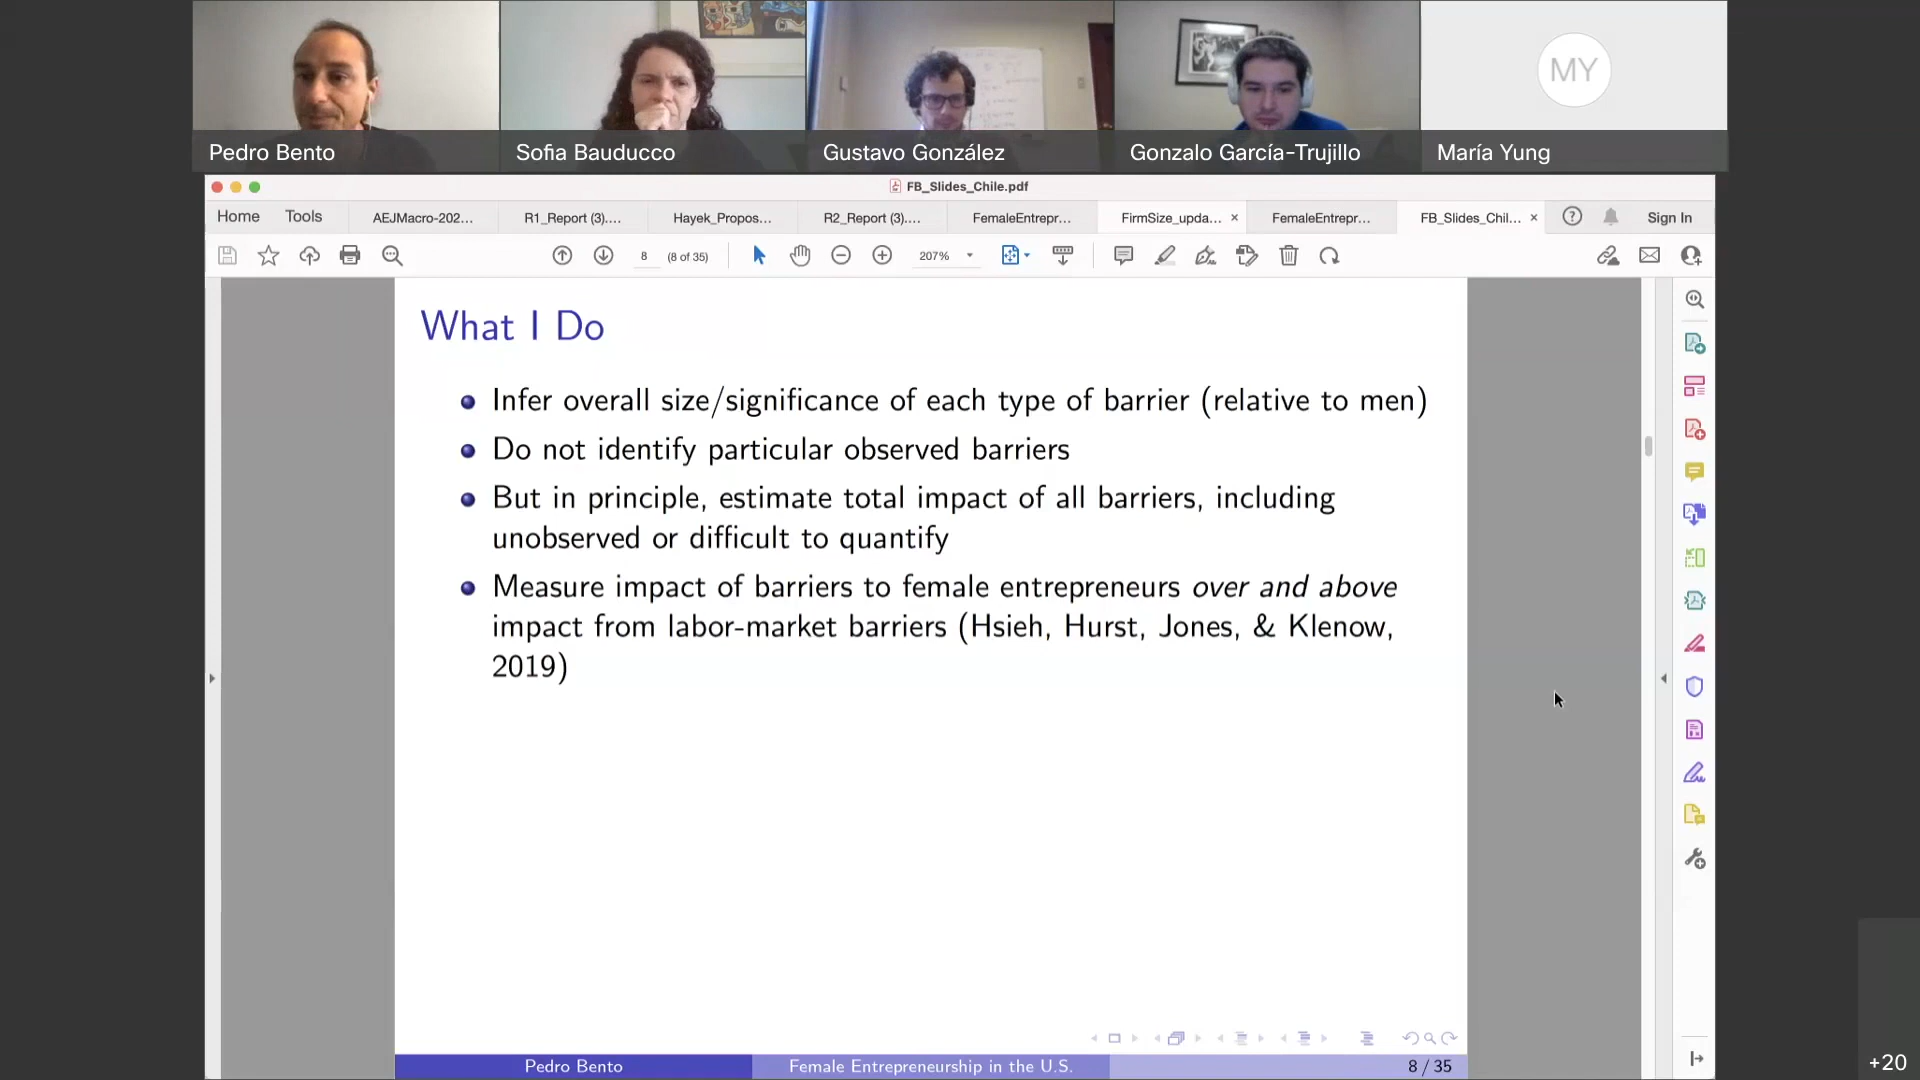 MY
Pedro Bento
Sofia Bauducco
Gustavo González
Gonzalo García-Trujillo
María Yung
FB_Slides_Chile.pdf
Home
Tools
AEJMacro-202...
R1_Report (3)....
Hayek_Propos...
R2_Report (3)....
FemaleEntrepr...
FirmSize_upda...
FemaleEntrepr...
FB_Slides_Chil...
Sign In
8
(8 of 35)
207%
What I Do
Infer overall size/significance of each type of barrier (relative to men)
Do not identify particular observed barriers
But in principle, estimate total impact of all barriers, including
unobserved or difficult to quantify
Measure impact of barriers to female entrepreneurs over and above
impact from labor-market barriers (Hsieh, Hurst, Jones, & Klenow,
2019)
Pedro Bento
Female Entrepreneurship in the U.S.
8 / 35
+20